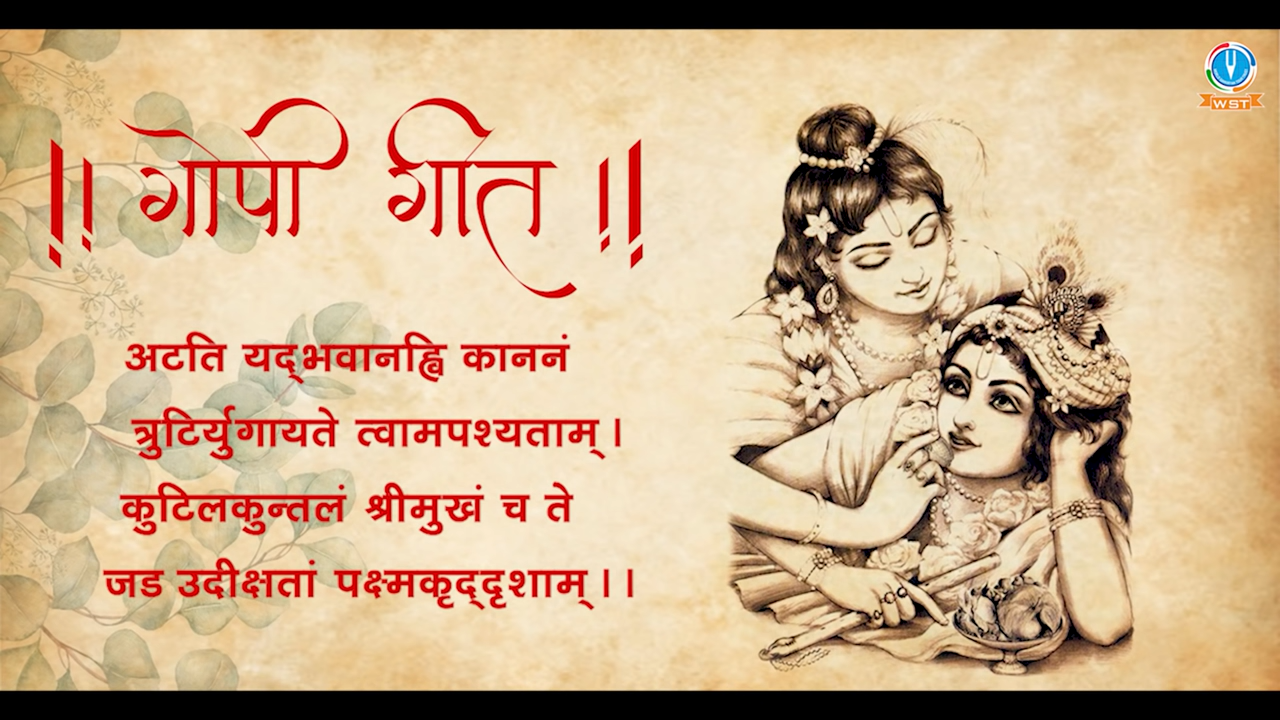 || गोपी गीत ||
अटति यद्भवानह्नि काननं
त्रुटिर्युगायते त्वामपश्यताम् ।
कुटिलकुन्तलं श्रीमुखं च ते
जड उदीक्षतां पक्ष्मकृद्दृशाम् । ।
WST